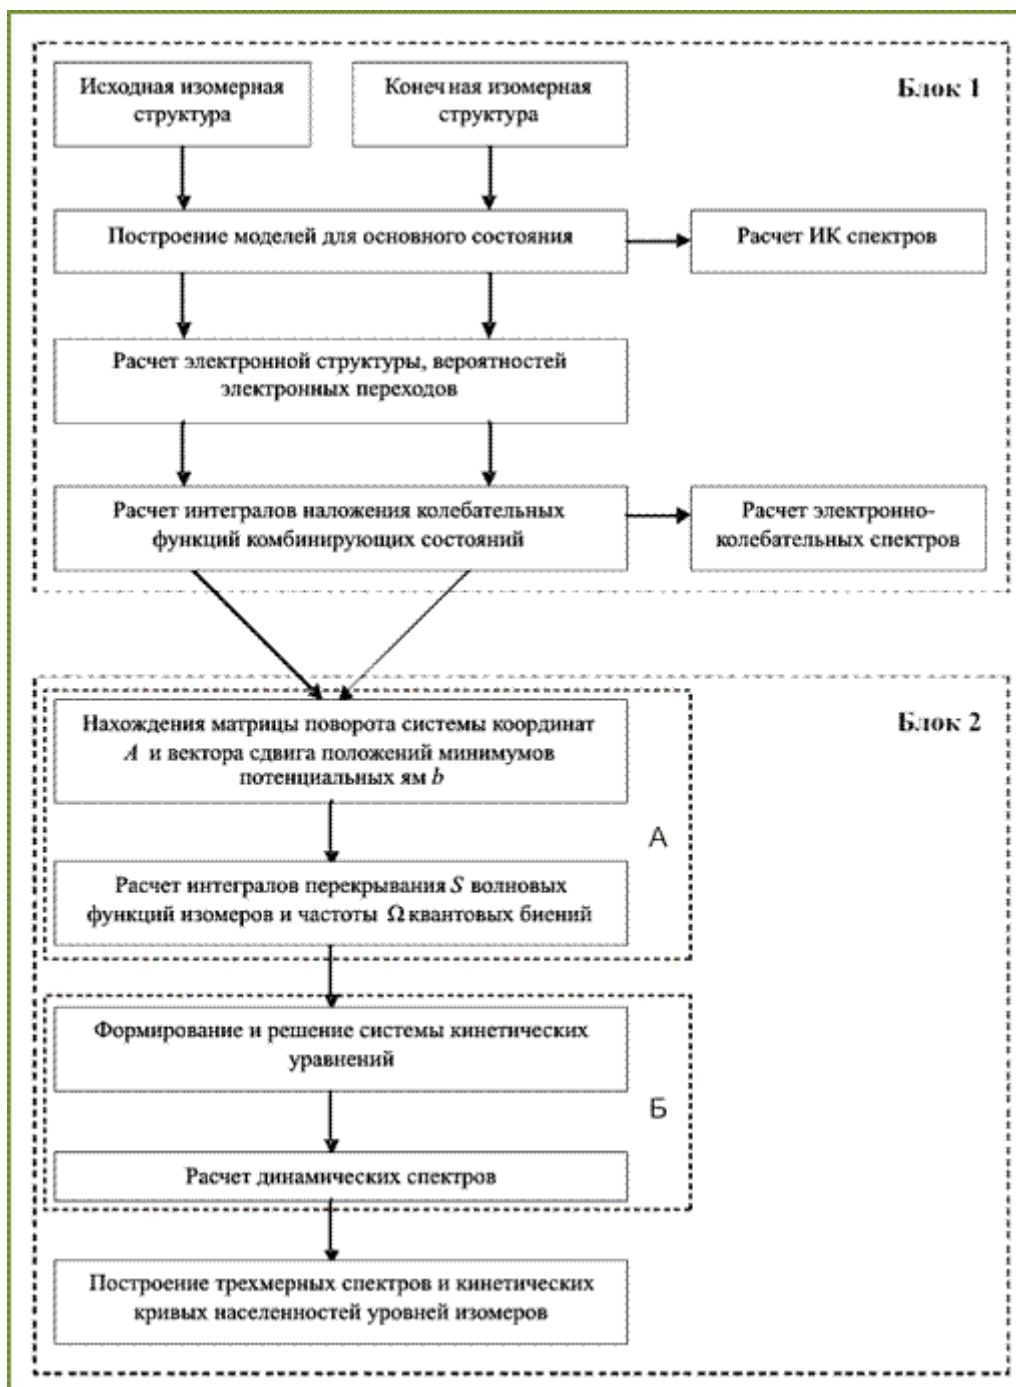 Исходная изомерная
структура
Конечная изомерная
структура
Блок 1
Построение моделей для основного состояния
Расчет ИК спектров
Расчет электронной структуры, вероятностей
электронных переходов
Расчет интегралов наложения колебательных
функций комбинирующих состояний
Расчет электронно-
колебательных спектров
Блок 2
Нахождения матрицы поворота системы координат
A и вектора сдвига положений минимумов
потенциальных ям b
А
Расчет интегралов перекрывания S волновых
функций изомеров и частоты Ω квантовых биений
Формирование и решение системы кинетических
уравнений
Б
Расчет динамических спектров
Построение трехмерных спектров и кинетических
кривых населенностей уровней изомеров